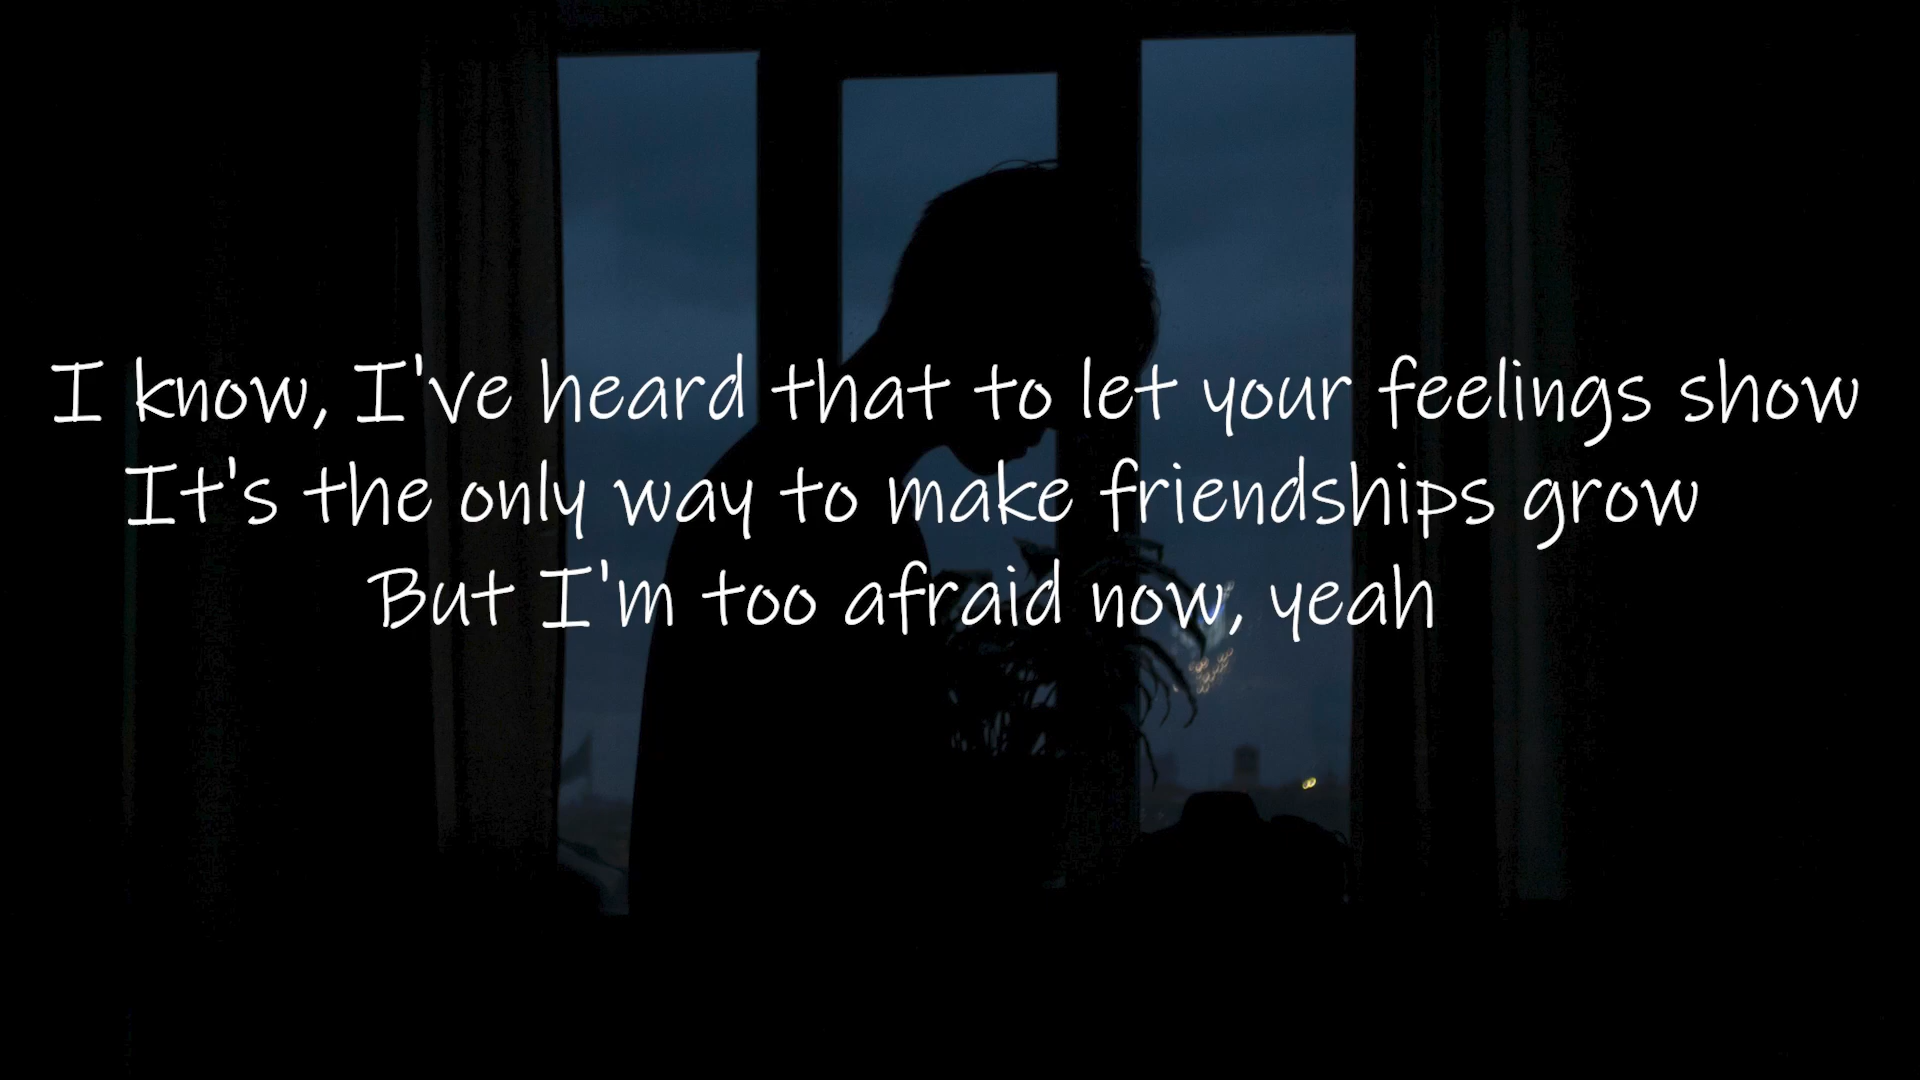 I know, I've heard that to let your feelings show
It's the only way to make friendships grow
But I'm too afraid now, yeah